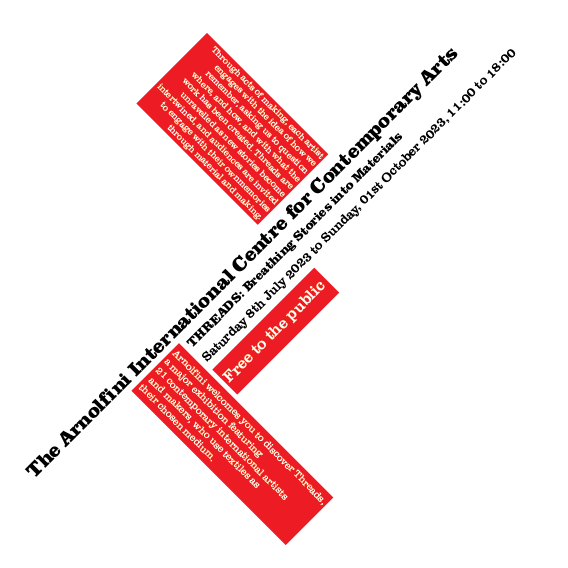 Through acts of making, each artist
engages with the idea of how we
remember asking us to question
where, and how and with what the
work has been created. Threads are
unravelled as new stories become
intertwined and audiences are invited
to engage with their ownmemories
through material and making.
The Arnolfini International Centre for Contemporary Arts
THREADS: Breathing Stories into Materials
Saturday 8th July 2023 to Sunday, 01st October 2023, 11:00 to 18:00
Free to the public
Arnolfini welcomes you to discover Threads,
a major exhibition featuring
21 contemporary international artists
and makers, who use textiles as
their chosen medium.